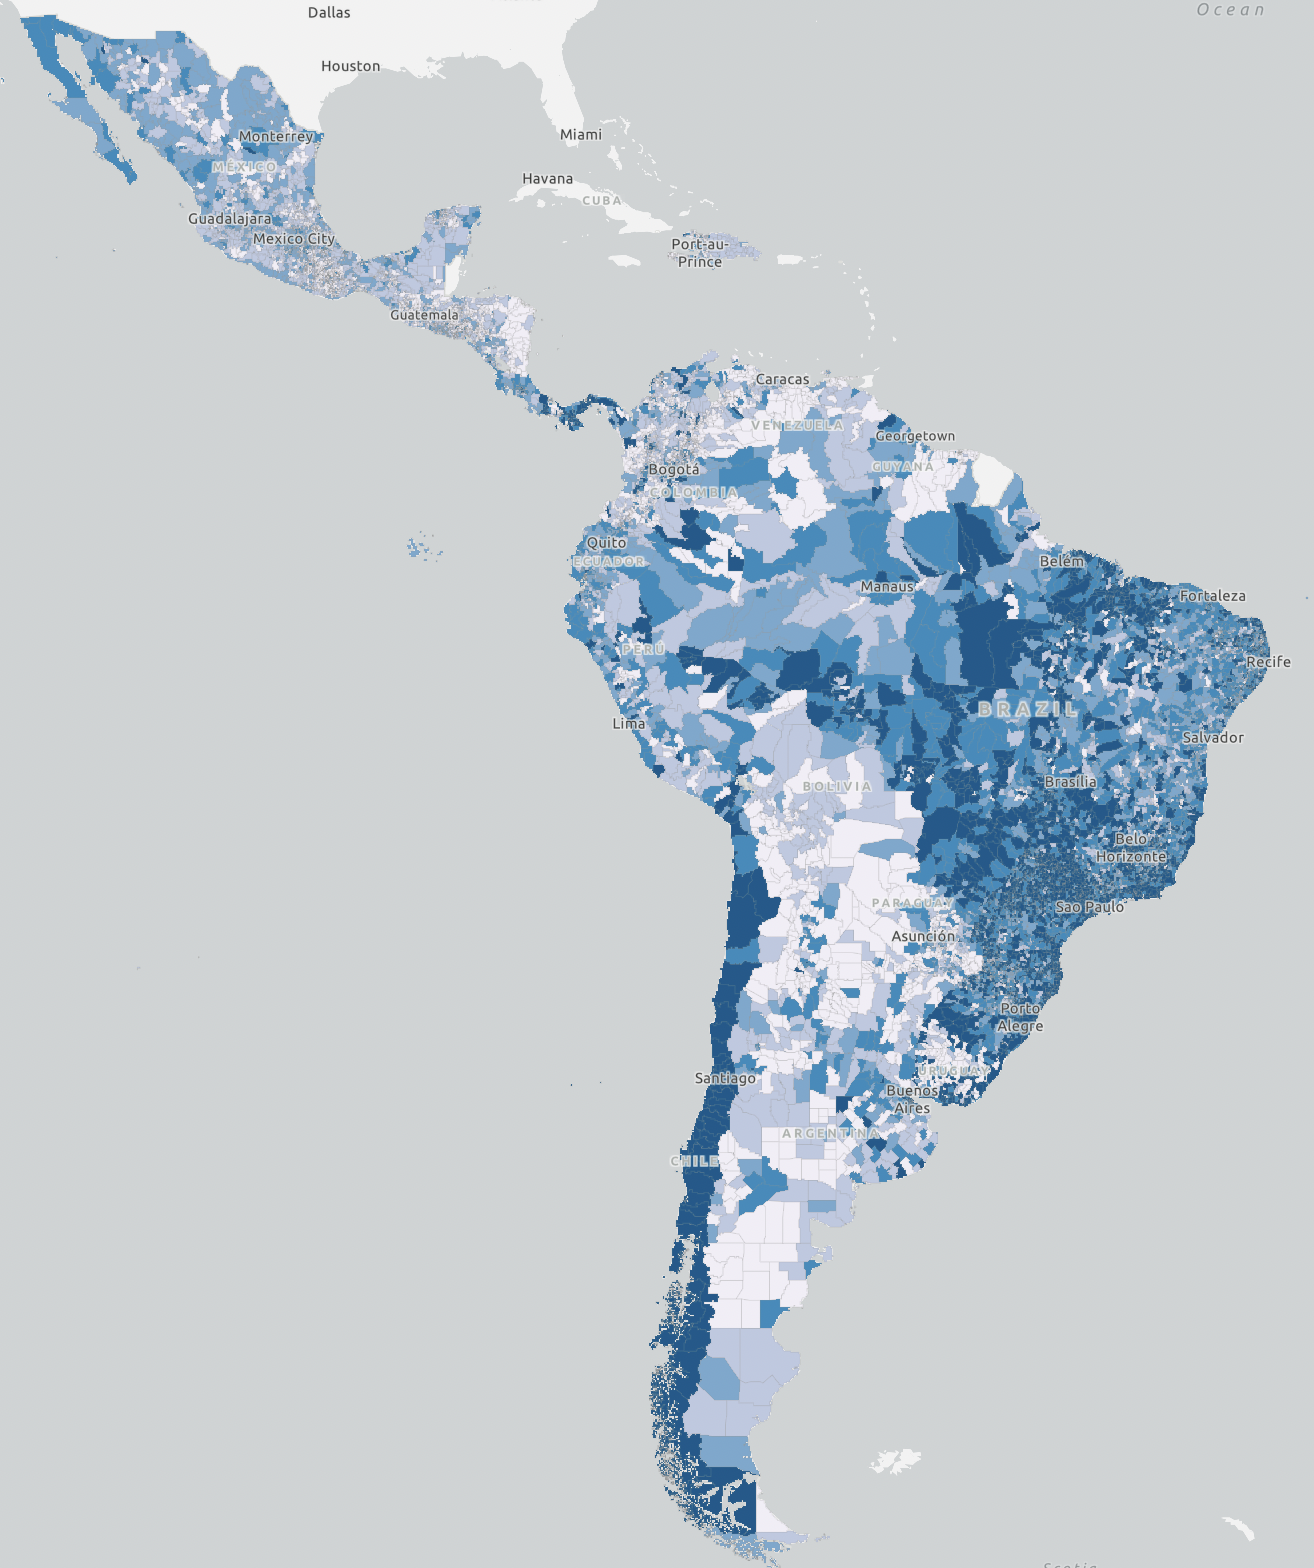 Ocean
Dallas
Houston
Miami
Monterrey
MÉXICO
Havana
CUBA
Guadalajara
Mexico City
Port-au-
Prince
Guatemala
Caracas
VENEZUELA
Georgetown
GUYANA
Bogotá
COLOMBIA
Quito
ECUADOR
Belém
Manaus
Fortaleza
PERÚ
Recife
BRAZIL
Lima
Salvador
Brasília
BOLIVIA
Belo
Horizonte
PARAGUAY
Sao Paulo
Asunción
Porto
Alegre
Santiago
URUGUAY
Buenos
Aires
ARGENTINA
CHILE
Scotia